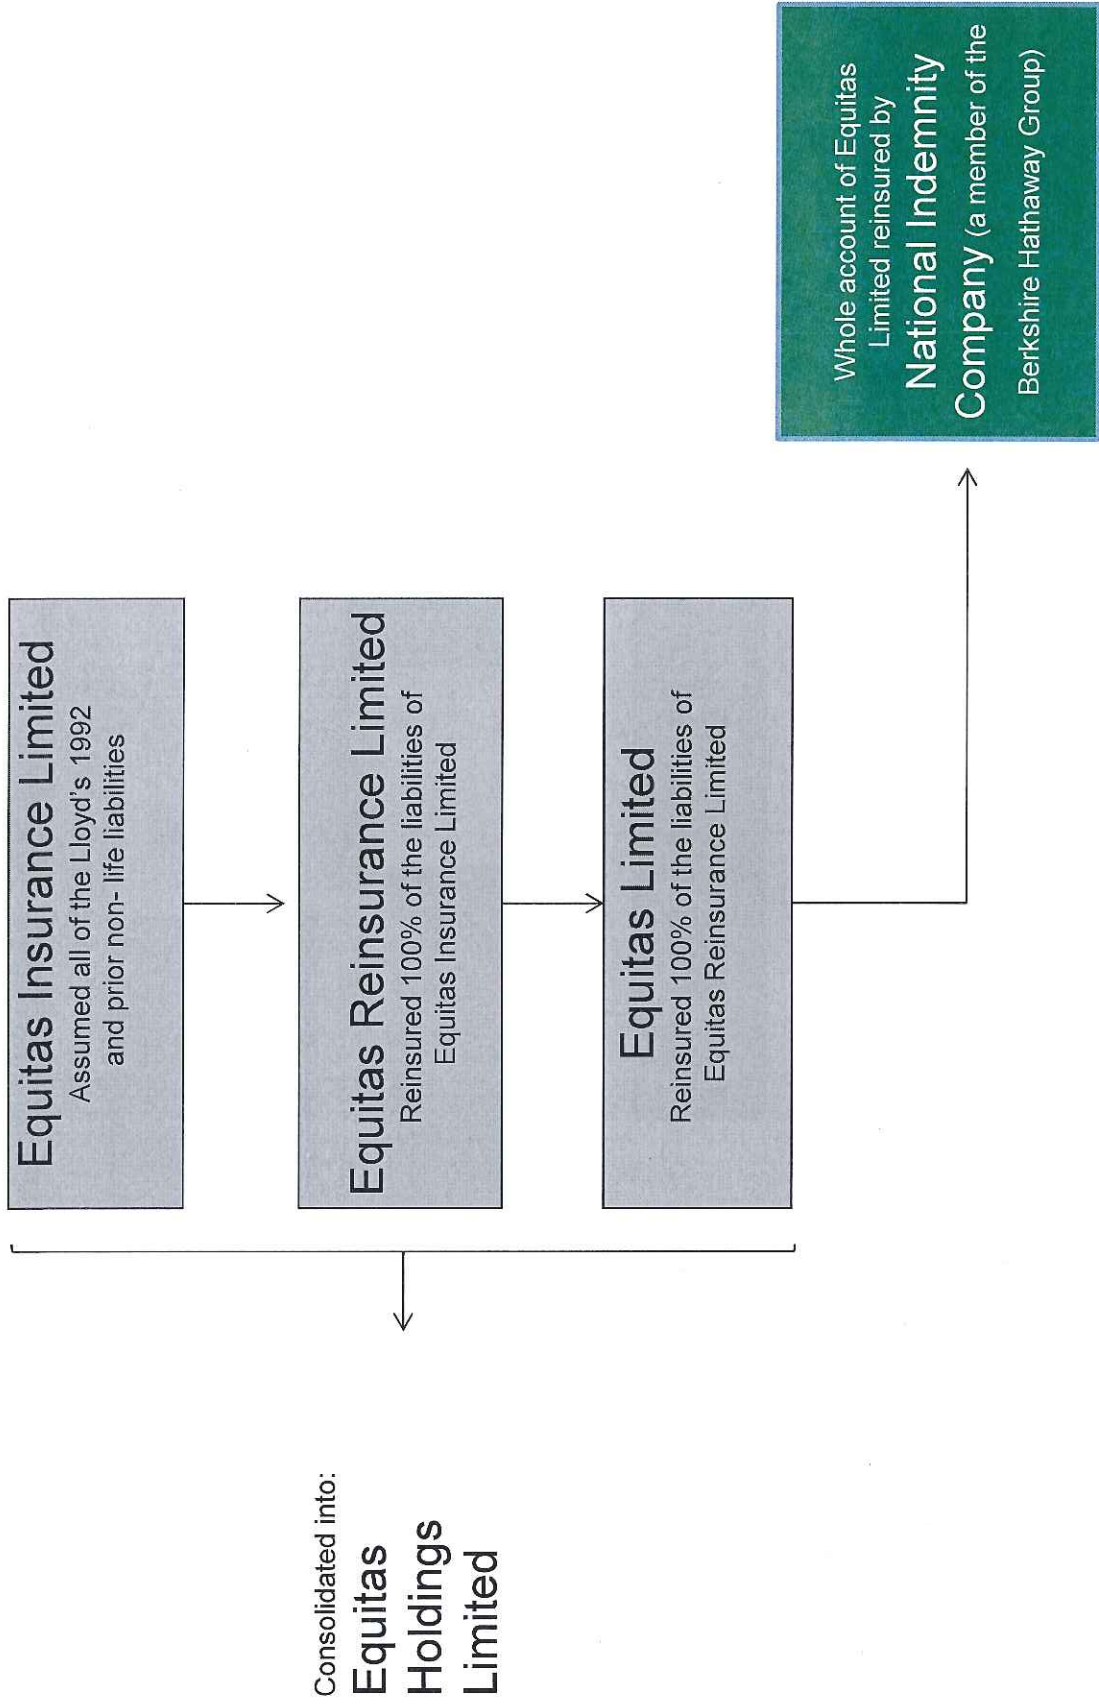 Equitas Insurance Limited
Assumed all of the Lloyd's 1992
and prior non- life liabilities
Equitas Reinsurance Limited
Reinsured 100% of the liabilities of
Equitas Insurance Limited
Equitas Limited
Reinsured 100% of the liabilities of
Equitas Reinsurance Limited
Consolidated into:
Equitas
Holdings
Limited
Whole account of Equitas
Limited reinsured by
National Indemnity
Company (a member of the
Berkshire Hathaway Group)